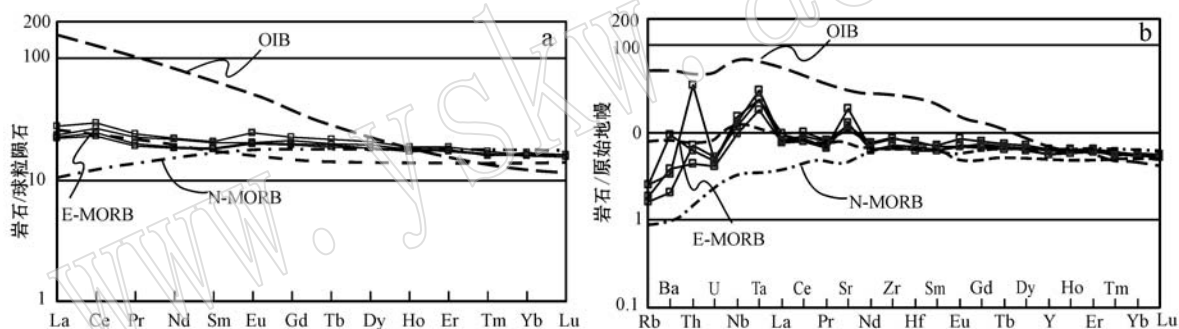 200
100
10
1
岩石/球粒陨石
a
OIB
E-MORB
N-MORB
La Ce Pr Nd Sm Eu Gd Tb Dy Ho Er Tm Yb Lu
200
100
0
1
0.1
岩石/原始地幔
b
OIB
N-MORB
E-MORB
Ba Th U Nb Ta La Ce Pr Sr Nd Zr Hf Sm Eu Gd Tb Dy Y Ho Er Tm Yb Lu
Rb
www.yskw.ac